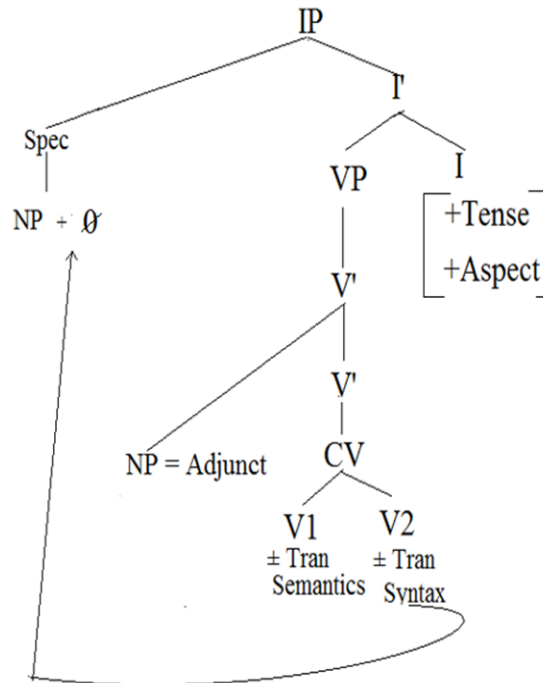 IP
I'
Spec
VP I
NP + Ø
+Tense
+Aspect
V'
V'
NP = Adjunct
CV
V1 V2
± Tran ± Tran
Semantics Syntax